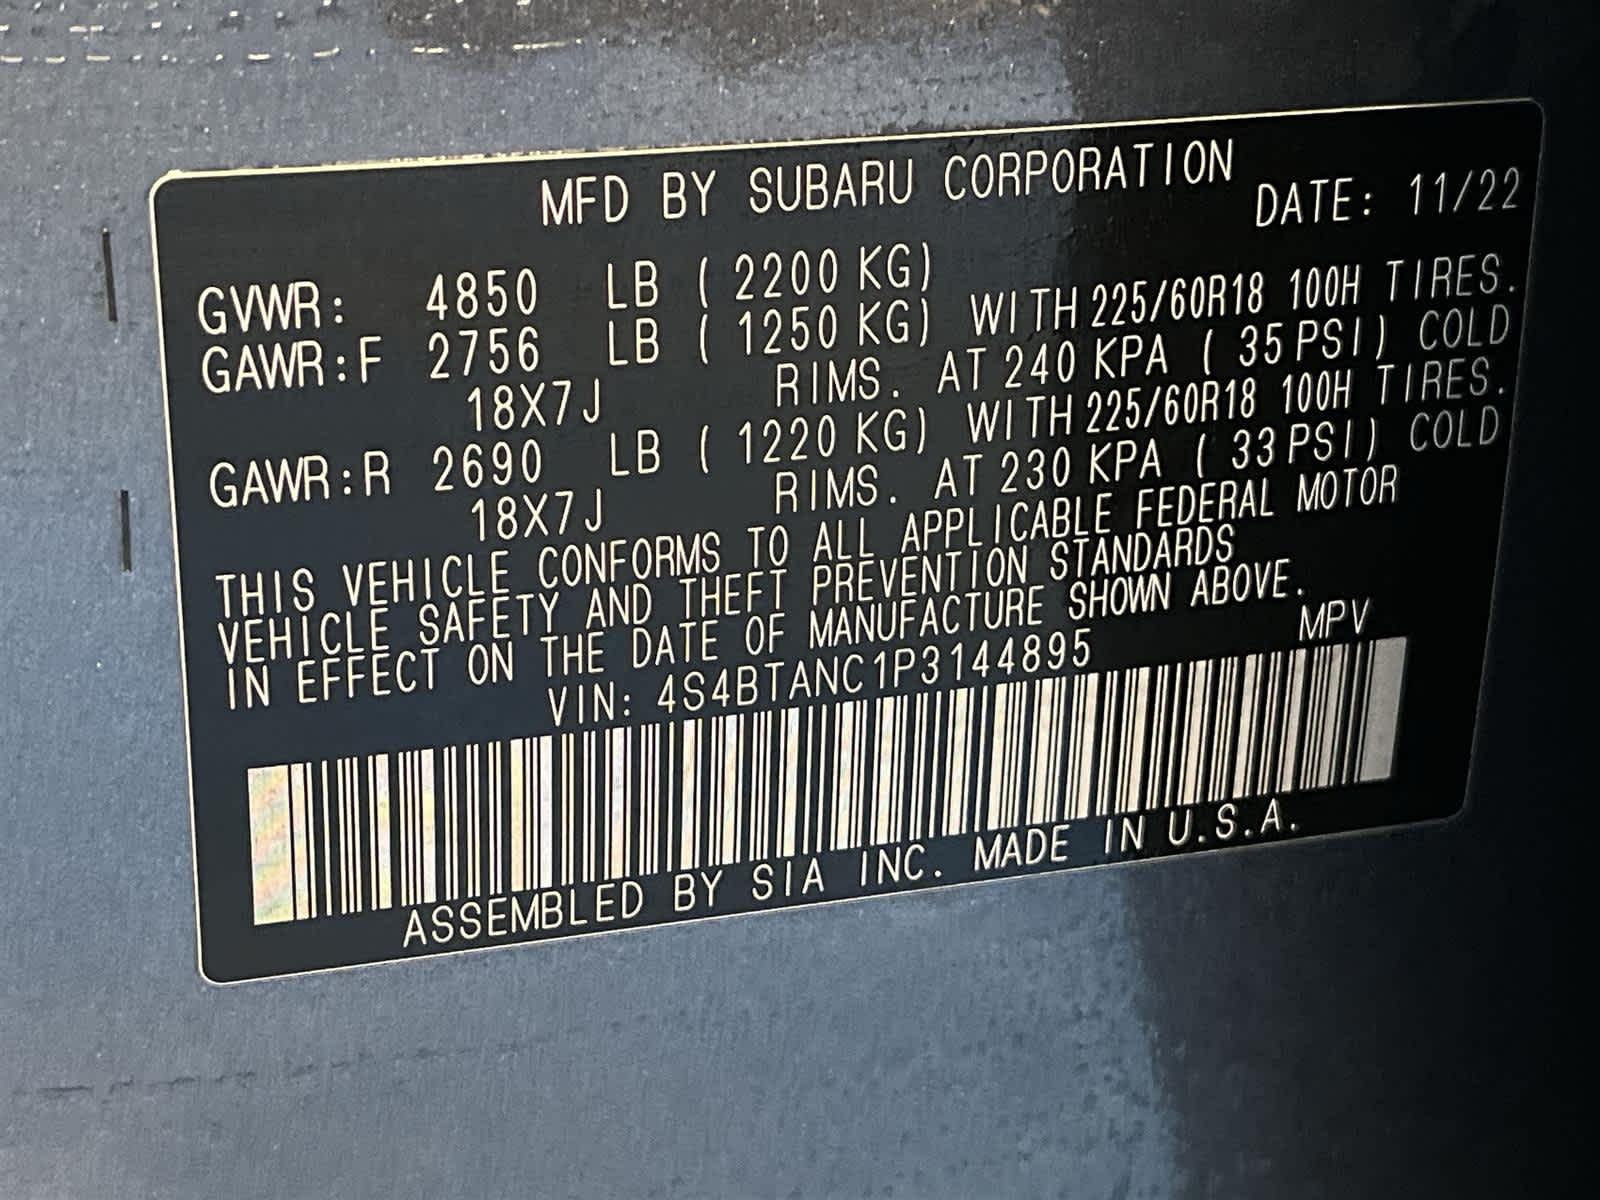 MFD BY SUBARU CORPORATION
DATE: 11/22
GVWR: 4850 LB ( 2200 KG)
GAWR:F 2756 LB ( 1250 KG) WITH 225/60R18 100H TIRES.
18X7J RIMS. AT 240 KPA ( 35 PSI) COLD
GAWR:R 2690 LB ( 1220 KG) WITH 225/60R18 100H TIRES.
18X7J RIMS. AT 230 KPA ( 33 PSI) COLD
THIS VEHICLE CONFORMS TO ALL APPLICABLE FEDERAL MOTOR
VEHICLE SAFETY AND THEFT PREVENTION STANDARDS
IN EFFECT ON THE DATE OF MANUFACTURE SHOWN ABOVE.
VIN: 4S4BTANC1P3144895 MPV
ASSEMBLED BY SIA INC. MADE IN U.S.A.